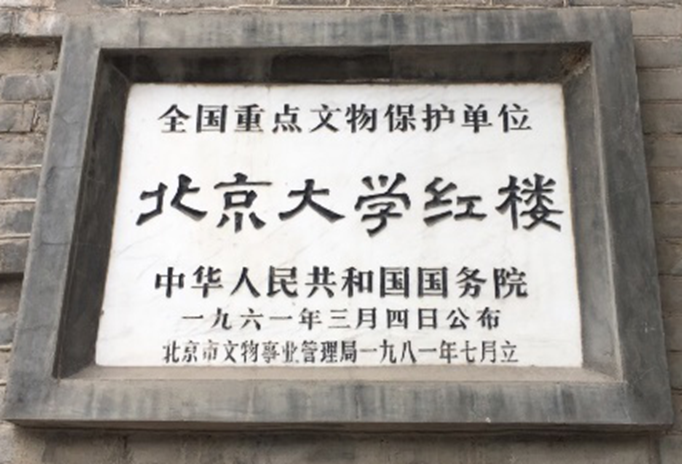 全国重点文物保护单位
北京大学红楼
中华人民共和国国务院
一九六一年三月四日公布
北京市文物事业管理局一九八一年七月立